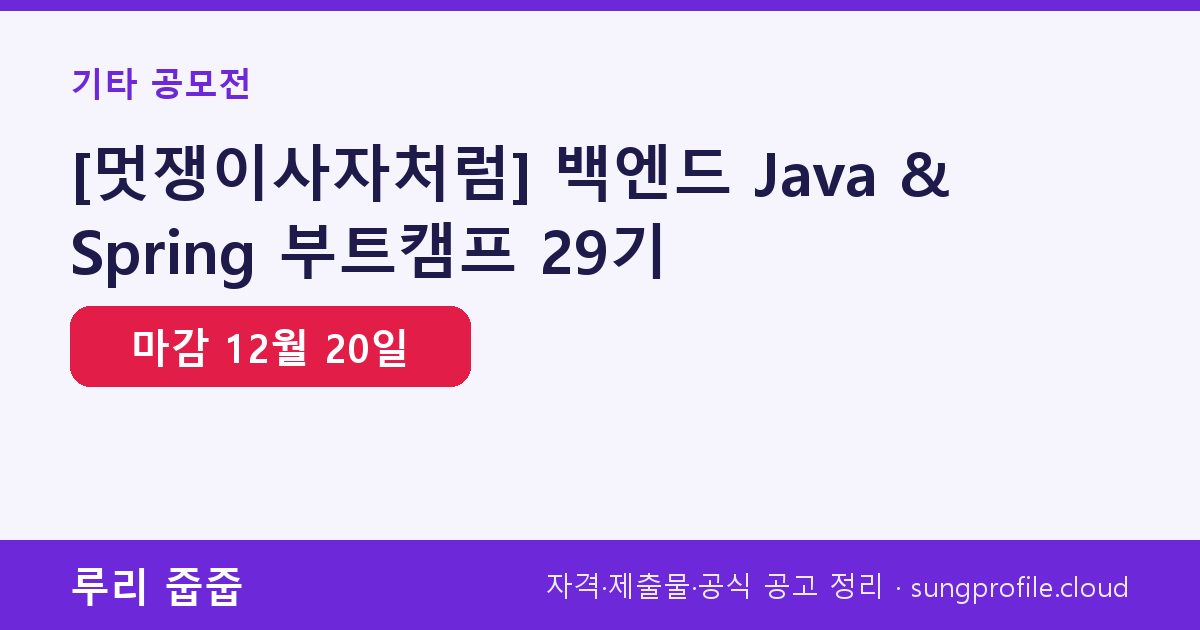 기타 공모전
[멋쟁이사자처럼] 백엔드 Java &
Spring 부트캠프 29기
마감 12월 20일
루리 줍줍
자격·제출물·공식 공고 정리 · sungprofile.cloud